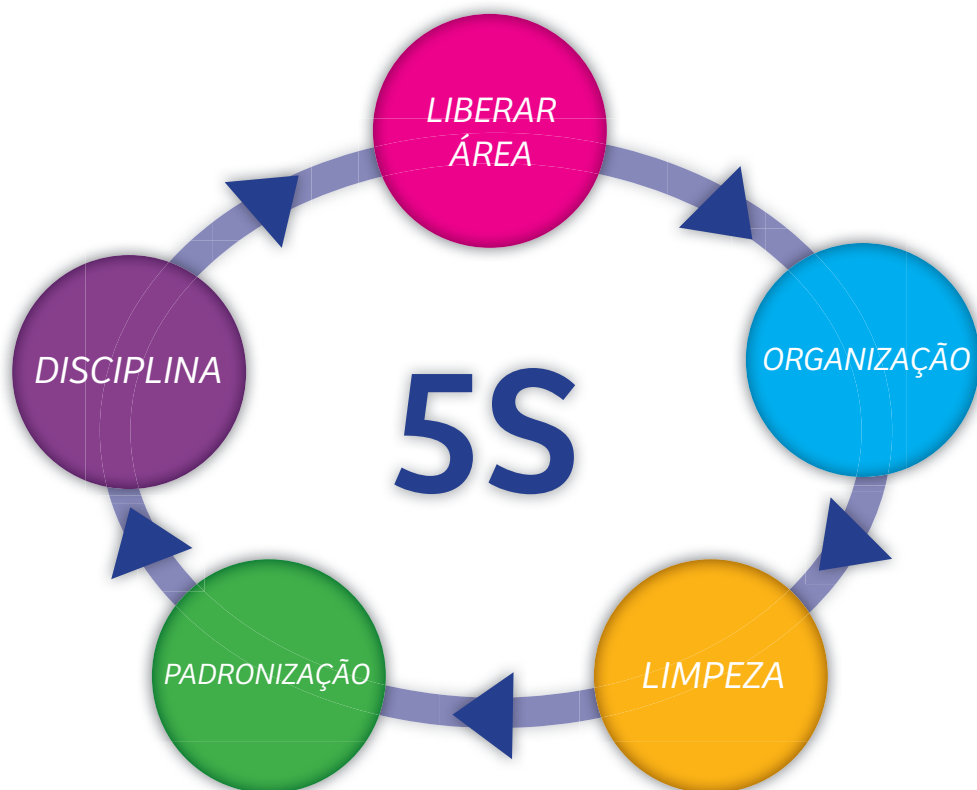 LIBERAR
ÁREA
ORGANIZAÇÃO
LIMPEZA
PADRONIZAÇÃO
DISCIPLINA
5S